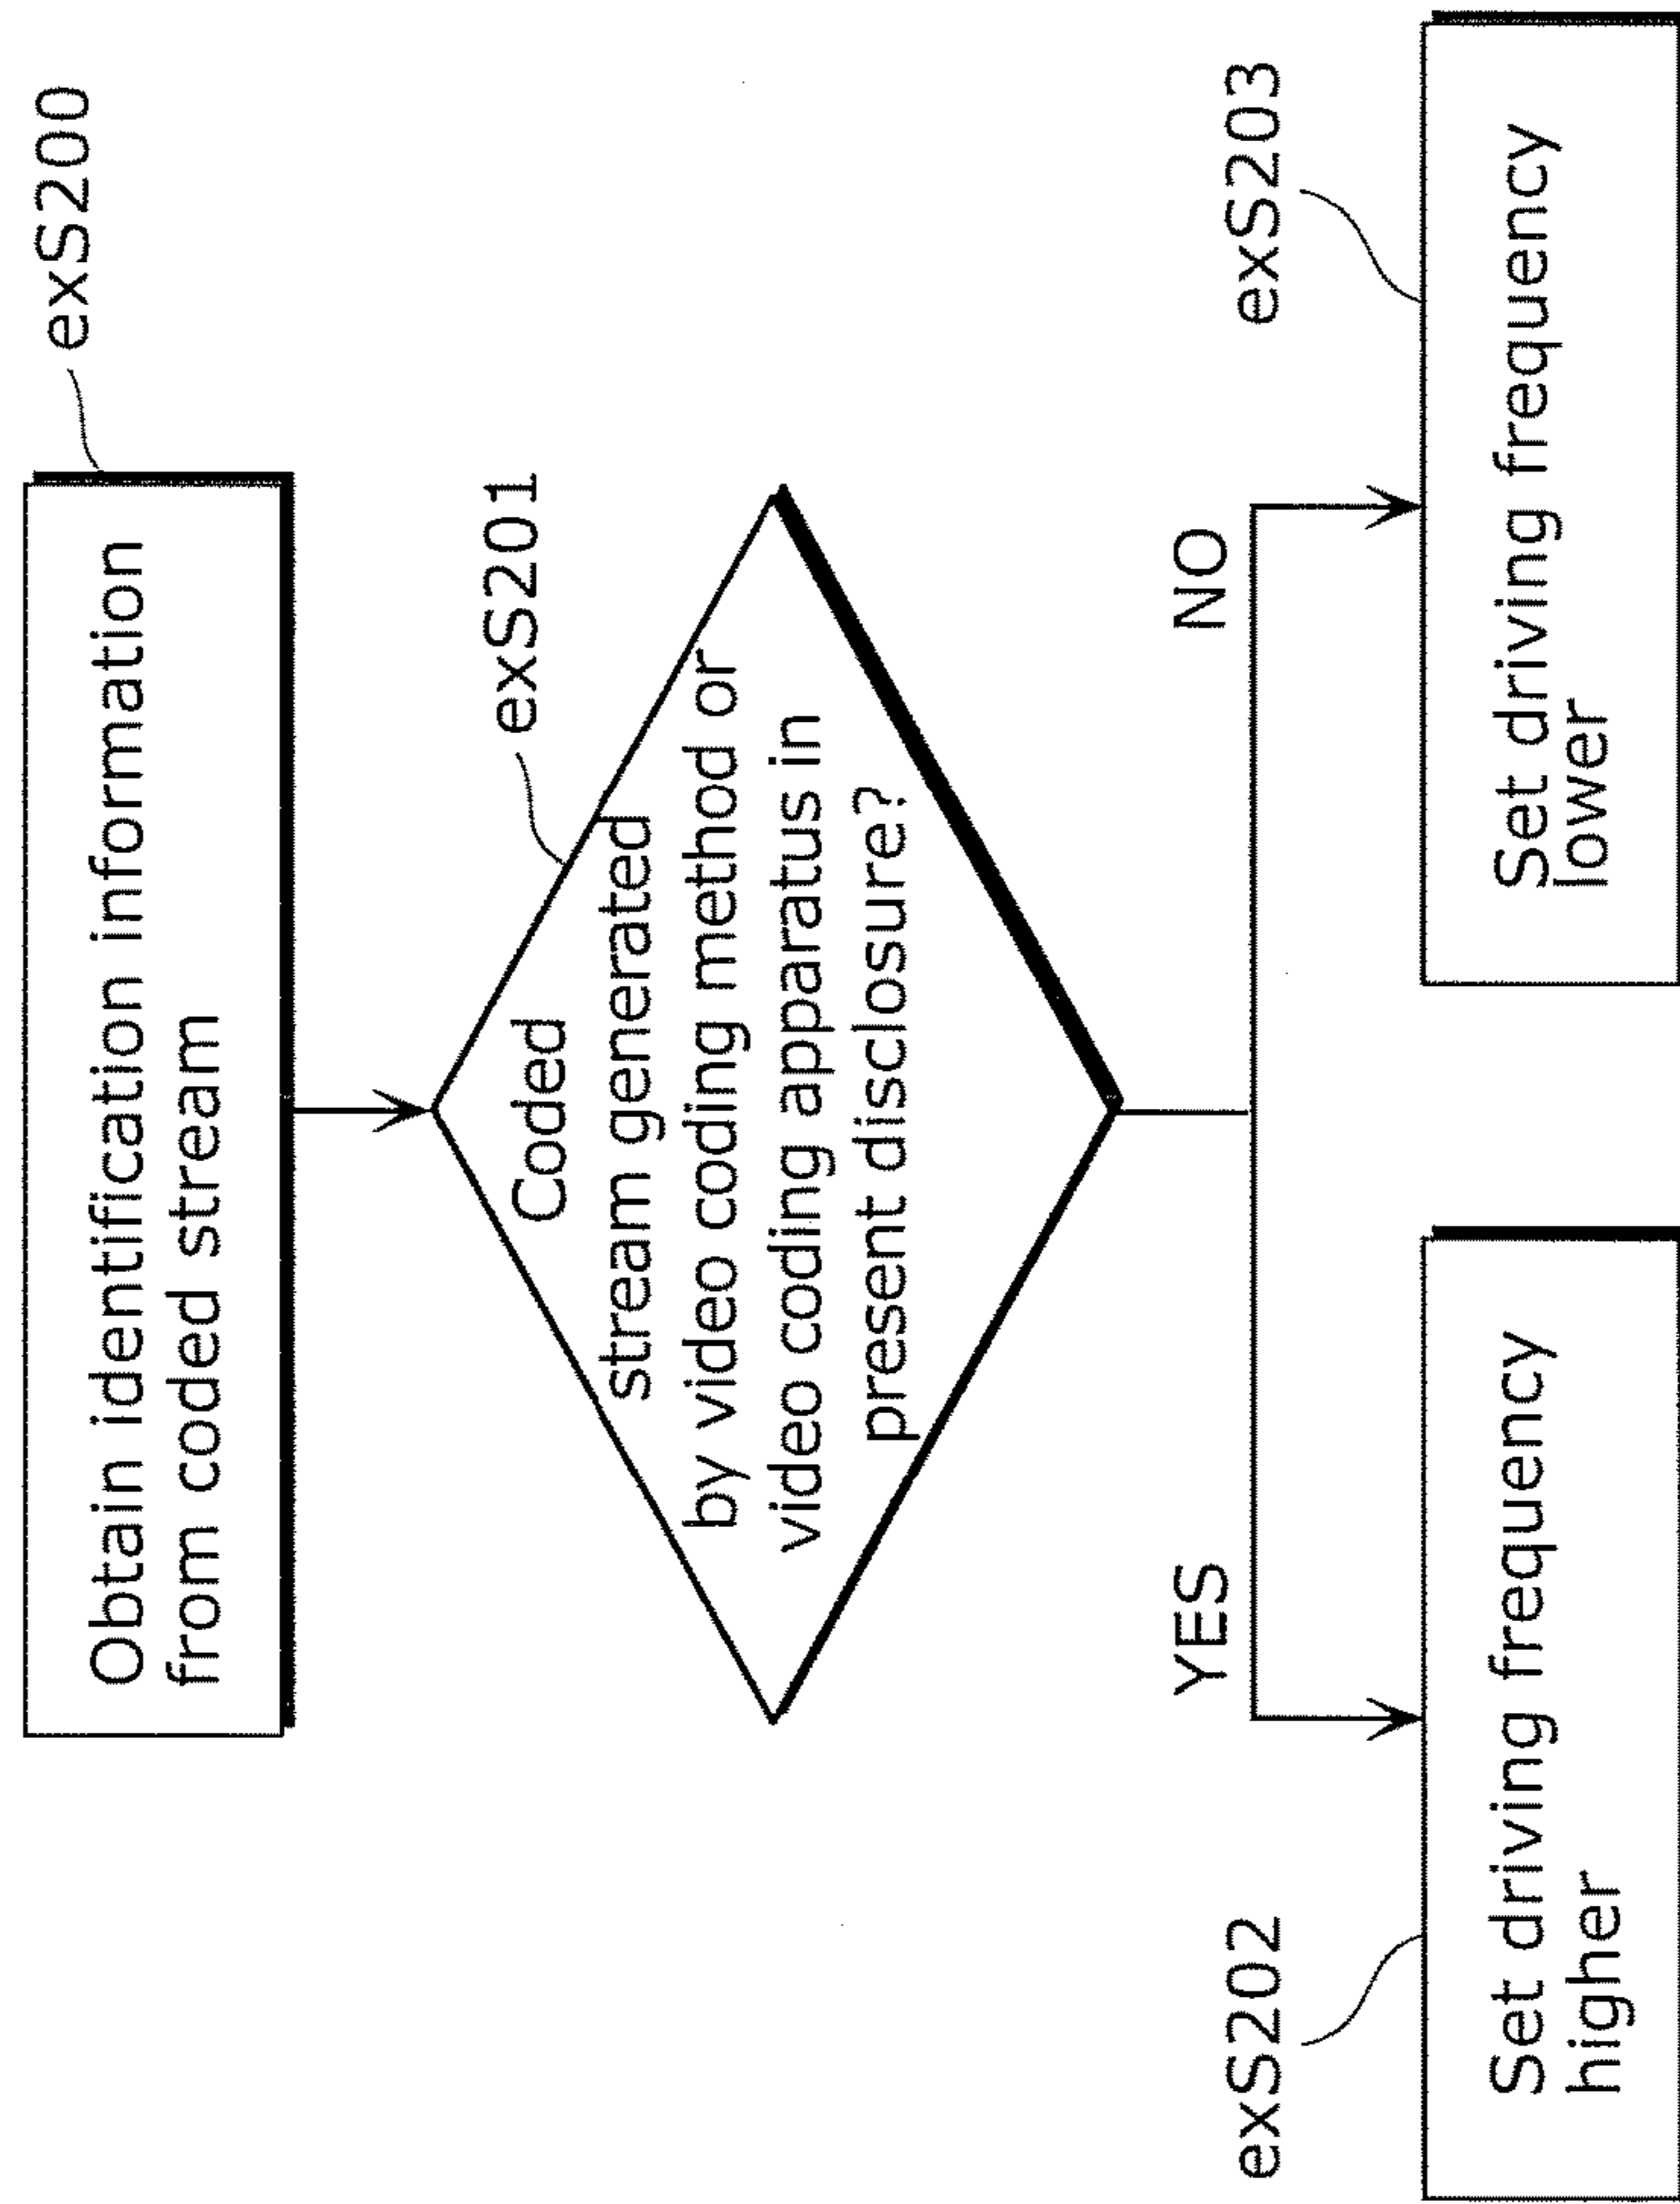 exS200
Obtain identification information
from coded stream
exS201
Coded
stream generated
by video coding method or
video coding apparatus in
present disclosure?
YES
NO
exS202
exS203
Set driving frequency
higher
Set driving frequency
lower